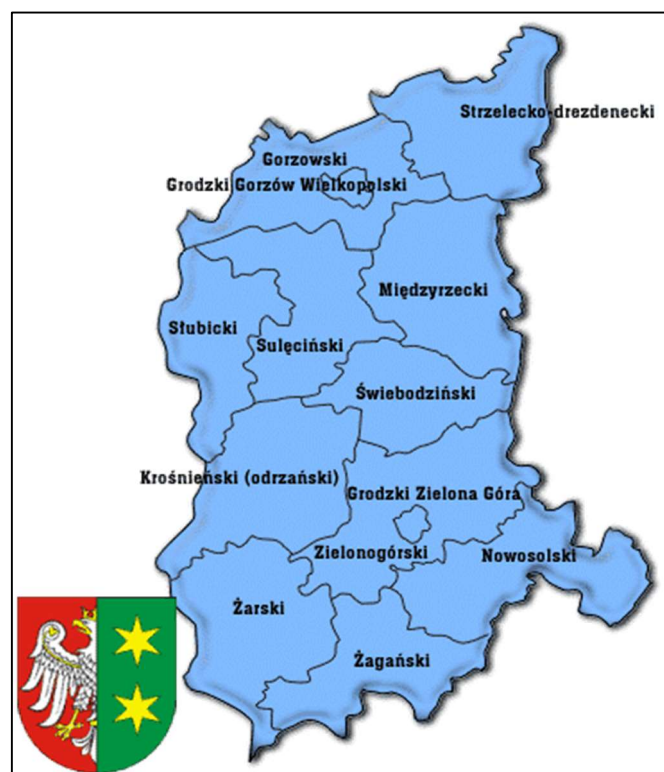 Strzelecko-drezdenecki
Gorzowski
Grodzki Gorzów Wielkopolski
Międzyrzecki
Słubicki
Sulęciński
Świebodziński
Krośnieński (odrzański)
Grodzki Zielona Góra
Zielonogórski
Nowosolski
Żarski
Żagański